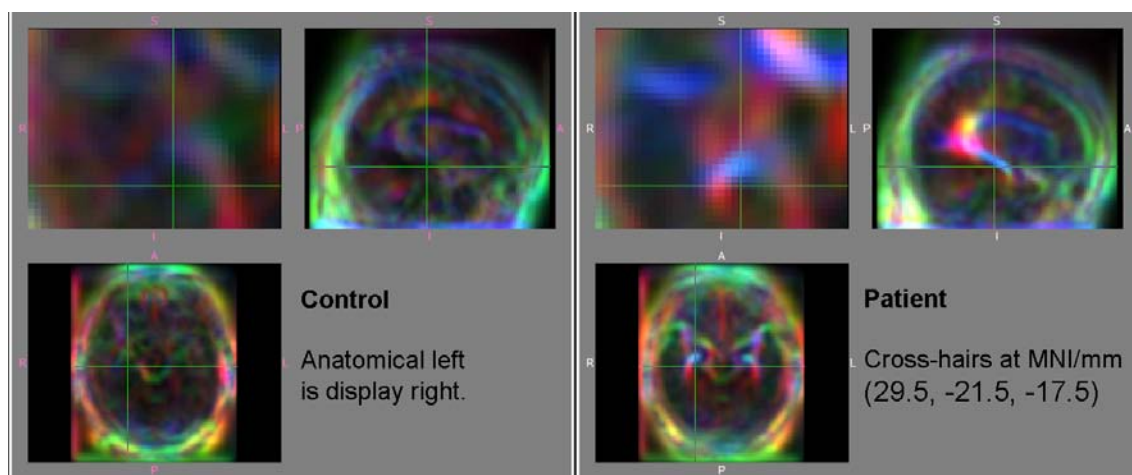 S S S S
R L P A R L P A
I I I I
A A
Control Patient
R L R L
Anatomical left Cross-hairs at MNI/mm
is display right. (29.5, -21.5, -17.5)
P P